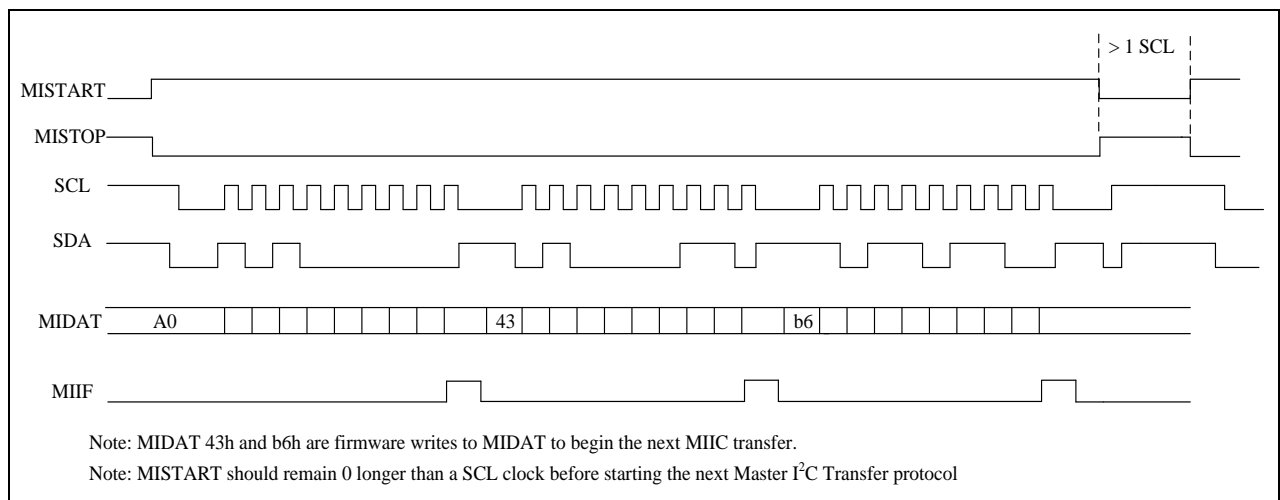 > 1 SCL
MISTART
MISTOP
SCL
SDA
MIDAT A0 43 b6
MIIF
Note: MIDAT 43h and b6h are firmware writes to MIDAT to begin the next MIIC transfer.
Note: MISTART should remain 0 longer than a SCL clock before starting the next Master I²C Transfer protocol